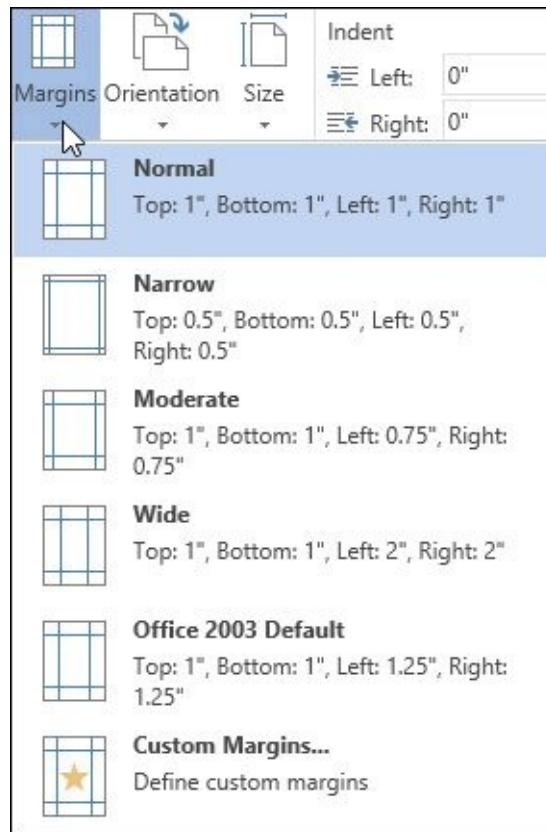 Indent
Margins Orientation Size
Left: 0"
Right: 0"
Normal
Top: 1", Bottom: 1", Left: 1", Right: 1"
Narrow
Top: 0.5", Bottom: 0.5", Left: 0.5",
Right: 0.5"
Moderate
Top: 1", Bottom: 1", Left: 0.75", Right:
0.75"
Wide
Top: 1", Bottom: 1", Left: 2", Right: 2"
Office 2003 Default
Top: 1", Bottom: 1", Left: 1.25", Right:
1.25"
Custom Margins...
Define custom margins